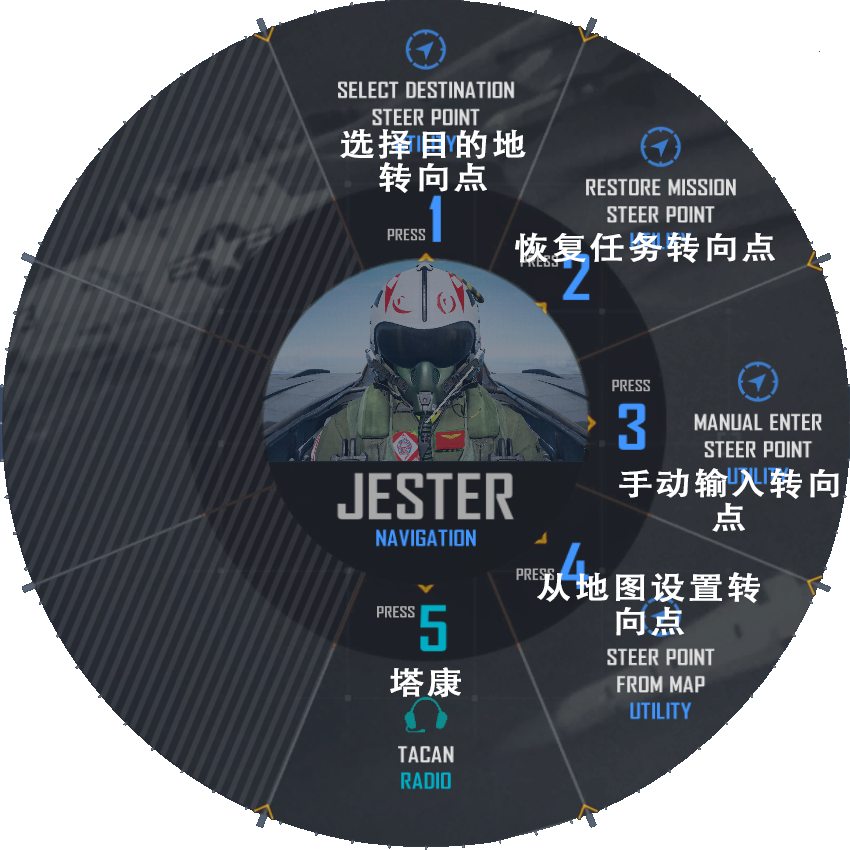 SELECT DESTINATION
STEER POINT
UTILITY
选择目的地
转向点
PRESS 1
RESTORE MISSION
STEER POINT
UTILITY
恢复任务转向点
PRESS 2
PRESS 3
MANUAL ENTER
STEER POINT
UTILITY
手动输入转向
点
JESTER
NAVIGATION
PRESS 4
从地图设置转
向点
STEER POINT
FROM MAP
UTILITY
PRESS 5
塔康
TACAN
RADIO